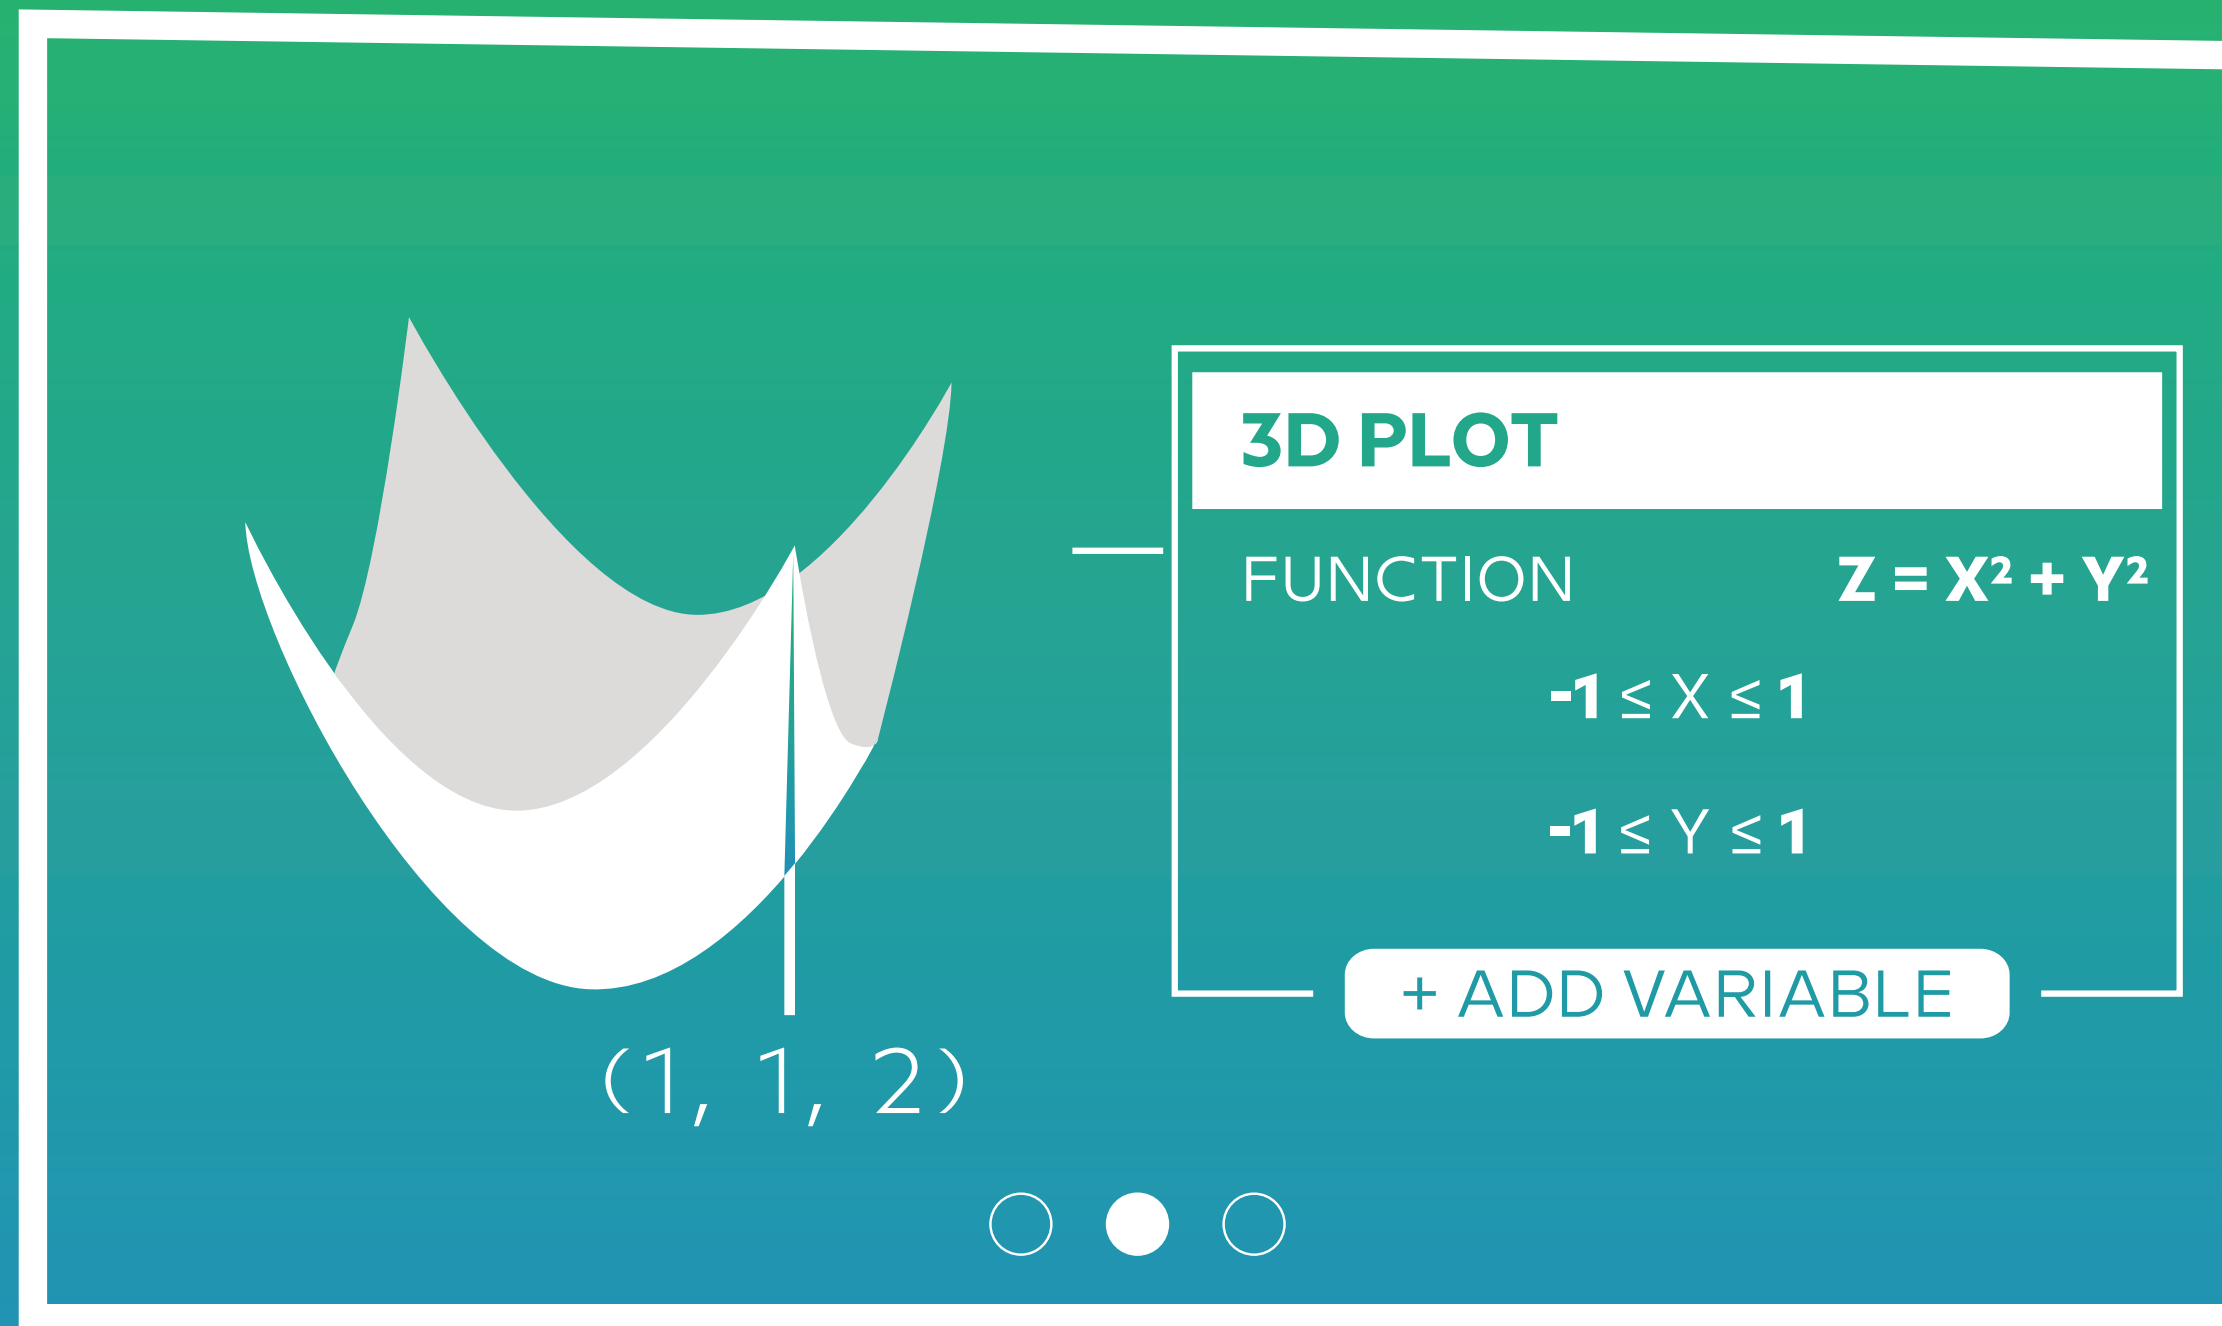 3D PLOT
FUNCTION Z = X² + Y²
-1 ≤ X ≤ 1
-1 ≤ Y ≤ 1
+ ADD VARIABLE
(1, 1, 2)